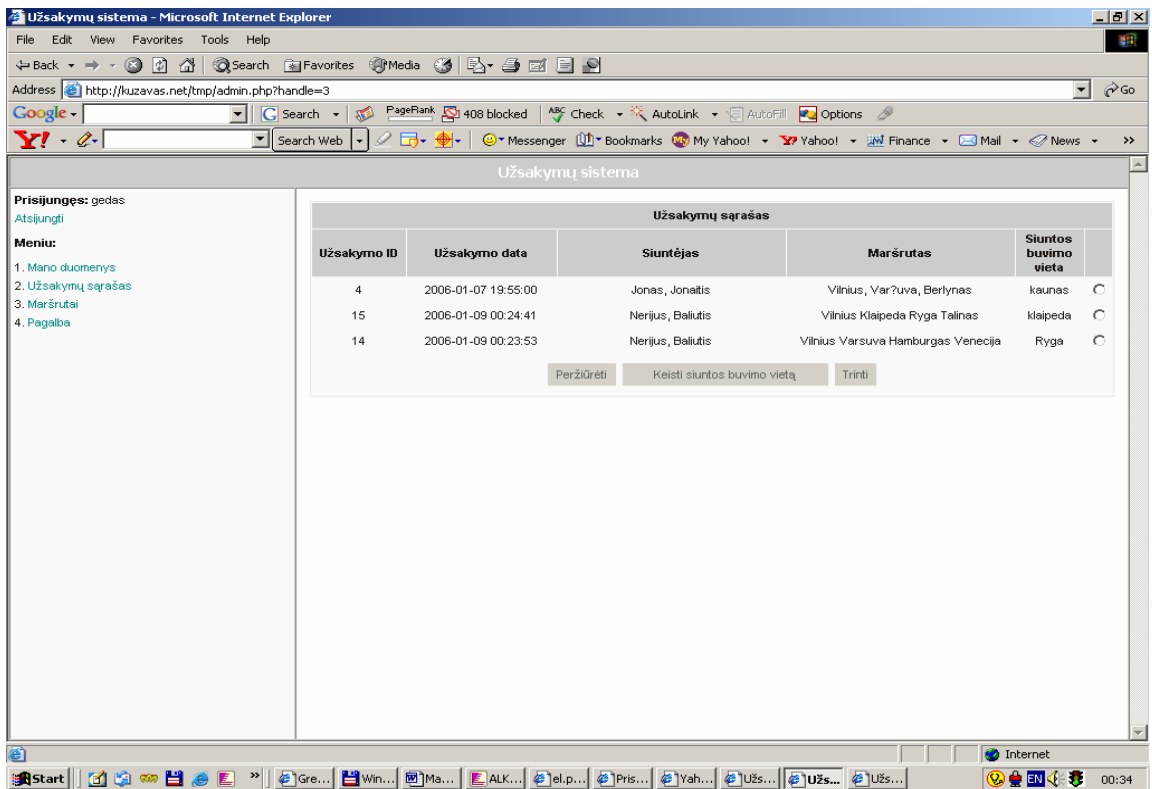 Užsakymų sistema - Microsoft Internet Explorer
File Edit View Favorites Tools Help
Back Search Favorites Media
Address http://kuzavas.net/tmp/admin.php?handle=3 Go
Google Search PageRank 408 blocked ABC Check AutoLink AutoFill Options
Y! Search Web Messenger Bookmarks My Yahoo! Yahoo! Finance Mail News »
Užsakymų sistema
Prisijungęs: gedas
Atsijungti
Meniu:
1. Mano duomenys
2. Užsakymų sąrašas
3. Maršrutai
4. Pagalba
Užsakymų sąrašas
Užsakymo ID Užsakymo data Siuntėjas Maršrutas Siuntos buvimo vieta
4 2006-01-07 19:55:00 Jonas, Jonaitis Vilnius, Var?uva, Berlynas kaunas
15 2006-01-09 00:24:41 Nerijus, Baliutis Vilnius Klaipeda Ryga Talinas klaipeda
14 2006-01-09 00:23:53 Nerijus, Baliutis Vilnius Varsuva Hamburgas Venecija Ryga
Peržiūrėti Keisti siuntos buvimo vietą Trinti
Internet
Start » Gre... Win... Ma... ALK... el.p... Pris... Yah... Užs... Užs... Užs... EN 00:34